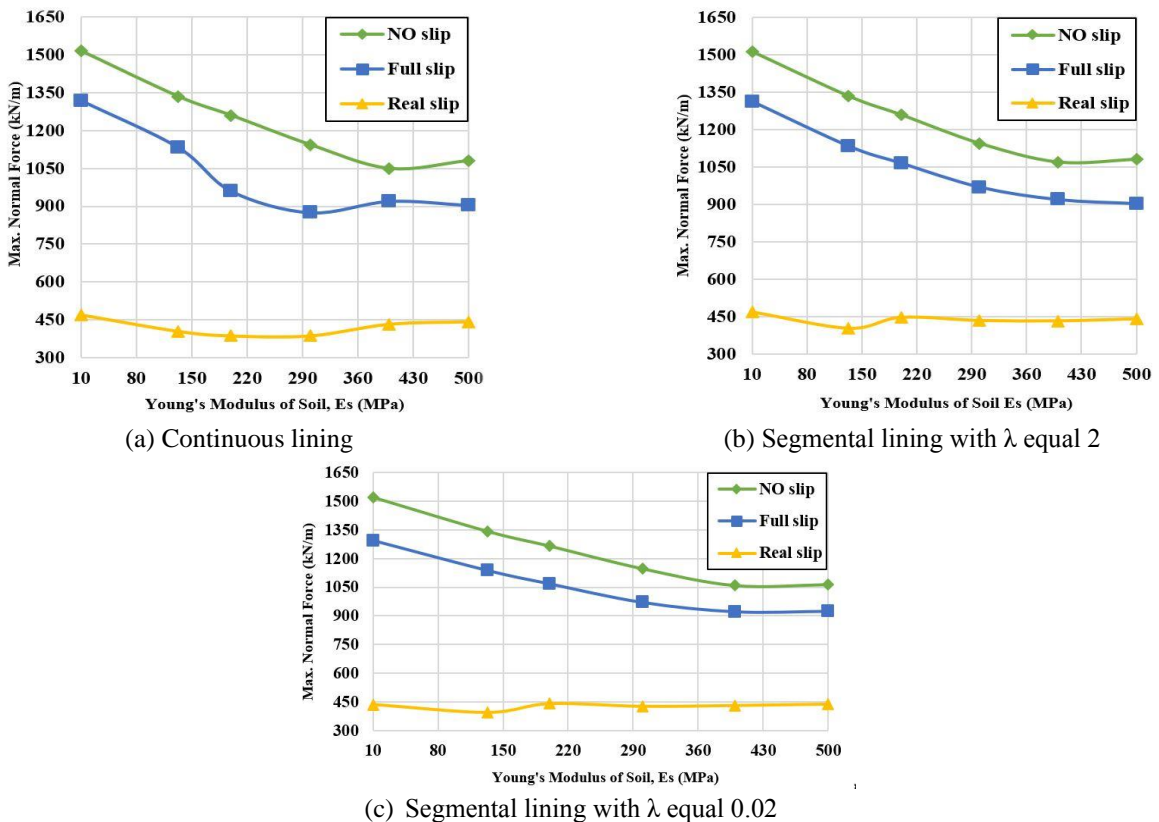 1650
1500
1350
1200
1050
900
750
600
450
300
Max. Normal Force (kN/m)
NO slip
Full slip
Real slip
10 80 150 220 290 360 430 500
Young's Modulus of Soil, Es (MPa)
(a) Continuous lining
1650
1500
1350
1200
1050
900
750
600
450
300
Max. Normal Force (kN/m)
NO slip
Full slip
Real slip
10 80 150 220 290 360 430 500
Young's Modulus of Soil Es (MPa)
(b) Segmental lining with λ equal 2
1650
1500
1350
1200
1050
900
750
600
450
300
Max. Normal Force (kN/m)
NO slip
Full slip
Real slip
10 80 150 220 290 360 430 500
Young's Modulus of Soil, Es (MPa)
(c) Segmental lining with λ equal 0.02